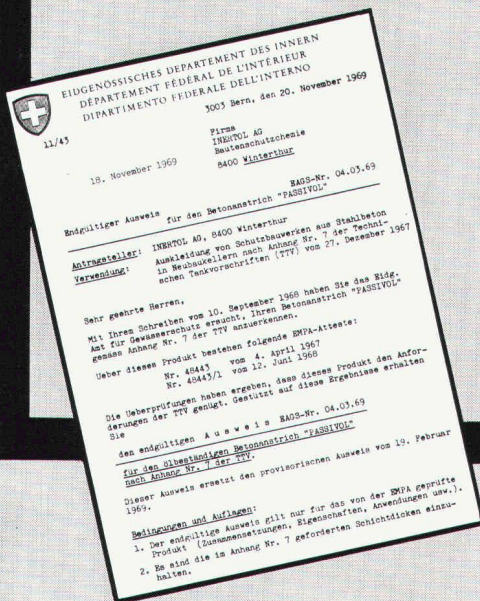 EIDGENÖSSISCHES DEPARTEMENT DES INNERN
DÉPARTEMENT FÉDÉRAL DE L'INTÉRIEUR
DIPARTIMENTO FEDERALE DELL'INTERNO
3003 Bern, den 20. November 1969
11/43
Firma
INERTOL AG
Bautenschutzchemie
8400 Winterthur
18. November 1969
EAGS-Nr. 04.03.69
Endgültiger Ausweis für den Betonanstrich "PASSIVOL"
Antragsteller: INERTOL AG, 8400 Winterthur
Verwendung: Auskleidung von Schutzbauwerken aus Stahlbeton
in Neubaukellern nach Anhang Nr. 7 der Techni-
schen Tankvorschriften (TTV) vom 27. Dezember 1967
Sehr geehrte Herren,
Mit Ihrem Schreiben vom 10. September 1968 haben Sie das Eidg.
Amt für Gewässerschutz ersucht, Ihren Betonanstrich "PASSIVOL"
gemäss Anhang Nr. 7 der TTV anzuerkennen.
Ueber dieses Produkt bestehen folgende EMPA-Atteste:
Nr. 48443 vom 4. April 1967
Nr. 48443/1 vom 12. Juni 1968
Die Ueberprüfungen haben ergeben, dass dieses Produkt den Anfor-
derungen der TTV genügt. Gestützt auf diese Ergebnisse erhalten
Sie
den endgültigen A u s w e i s EAGS-Nr. 04.03.69
für den ölbeständigen Betonanstrich "PASSIVOL"
nach Anhang Nr. 7 der TTV.
Dieser Ausweis ersetzt den provisorischen Ausweis vom 19. Februar
1969.
Bedingungen und Auflagen:
1. Der endgültige Ausweis gilt nur für das von der EMPA geprüfte
Produkt (Zusammensetzungen, Eigenschaften, Anwendungen usw.).
2. Es sind die im Anhang Nr. 7 geforderten Schichtdicken einzu-
halten.